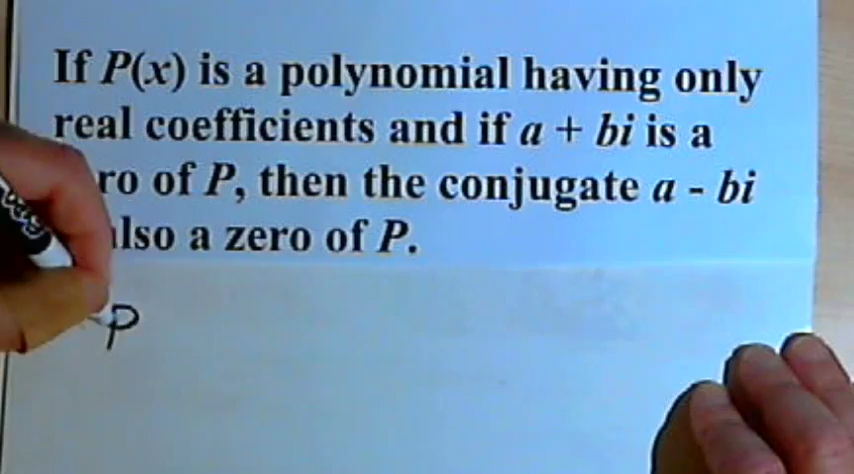 If P(x) is a polynomial having only
real coefficients and if a + bi is a
ro of P, then the conjugate a - bi
also a zero of P.
P